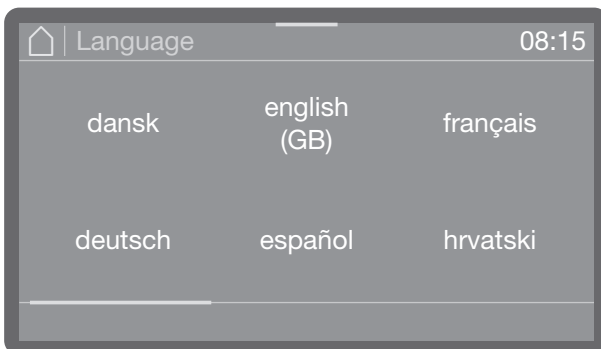 Language 08:15
dansk
english
(GB)
français
deutsch
español
hrvatski